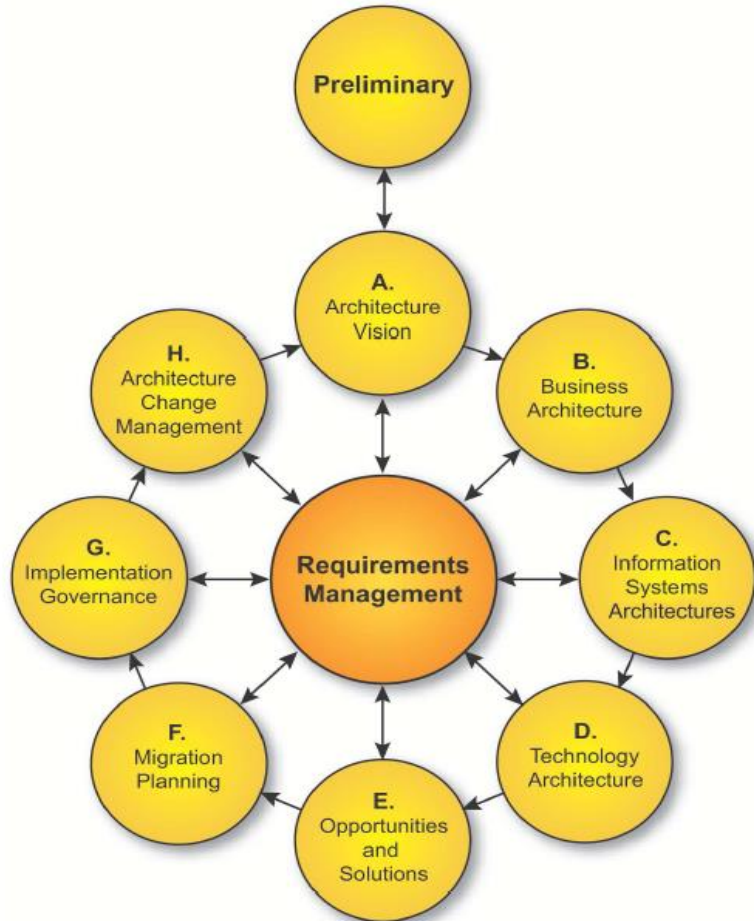 Preliminary
A.
Architecture
Vision
B.
Business
Architecture
C.
Information
Systems
Architectures
D.
Technology
Architecture
E.
Opportunities
and
Solutions
F.
Migration
Planning
G.
Implementation
Governance
H.
Architecture
Change
Management
Requirements
Management